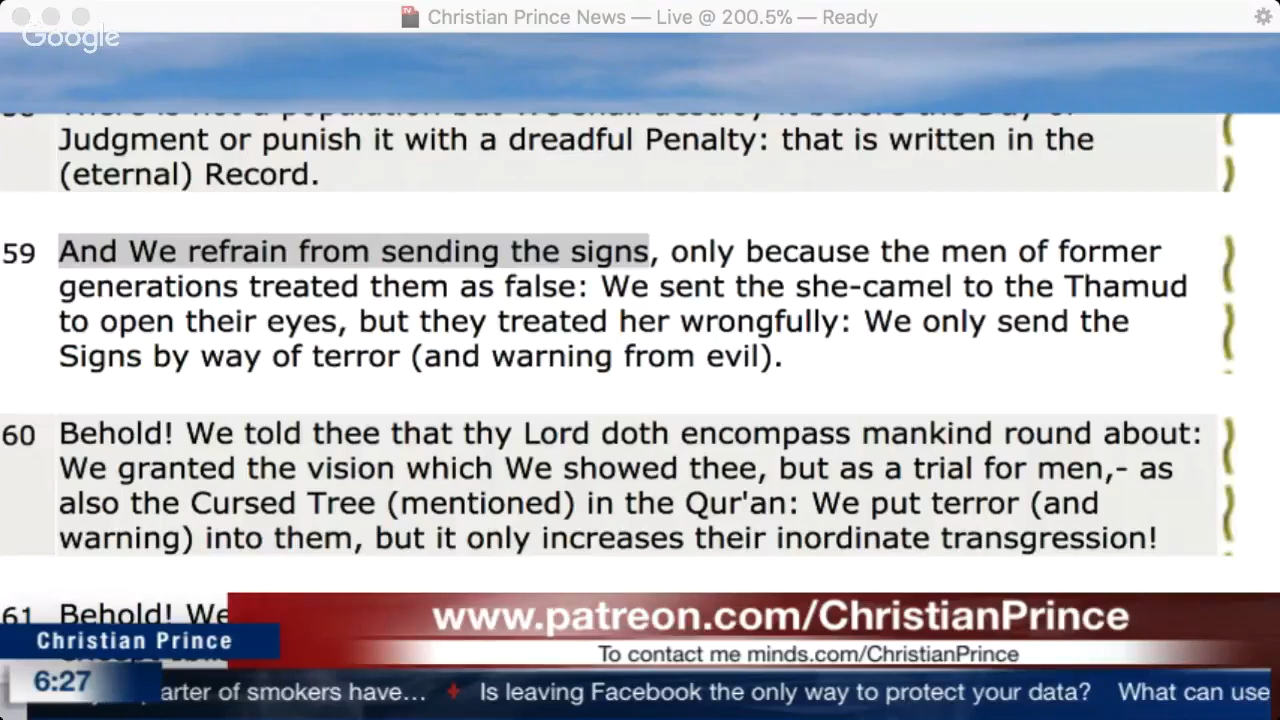 Christian Prince News — Live @ 200.5% — Ready
Google
Judgment or punish it with a dreadful Penalty: that is written in the
(eternal) Record.
59 And We refrain from sending the signs, only because the men of former
generations treated them as false: We sent the she-camel to the Thamud
to open their eyes, but they treated her wrongfully: We only send the
Signs by way of terror (and warning from evil).
60 Behold! We told thee that thy Lord doth encompass mankind round about:
We granted the vision which We showed thee, but as a trial for men,- as
also the Cursed Tree (mentioned) in the Qur'an: We put terror (and
warning) into them, but it only increases their inordinate transgression!
61 Behold! We
www.patreon.com/ChristianPrince
Christian Prince
To contact me minds.com/ChristianPrince
6:27
arter of smokers have... Is leaving Facebook the only way to protect your data? What can use